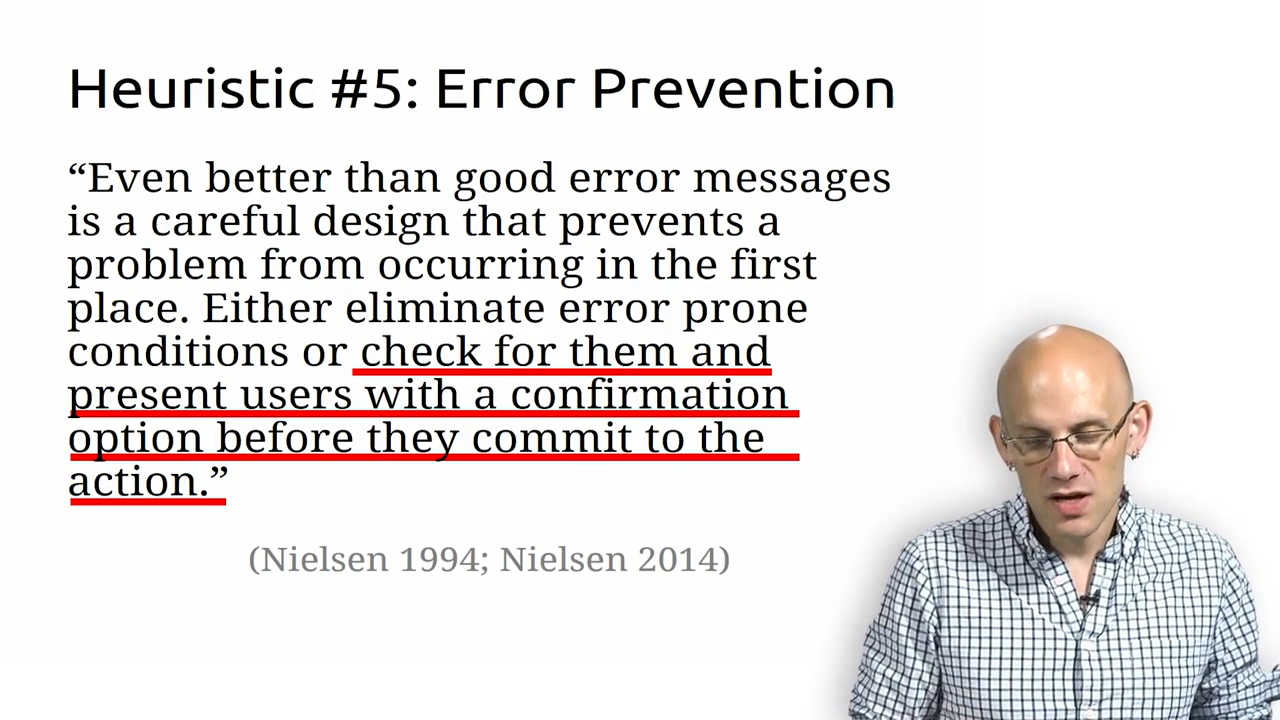 Heuristic #5: Error Prevention
“Even better than good error messages
is a careful design that prevents a
problem from occurring in the first
place. Either eliminate error prone
conditions or check for them and
present users with a confirmation
option before they commit to the
action.”
(Nielsen 1994; Nielsen 2014)